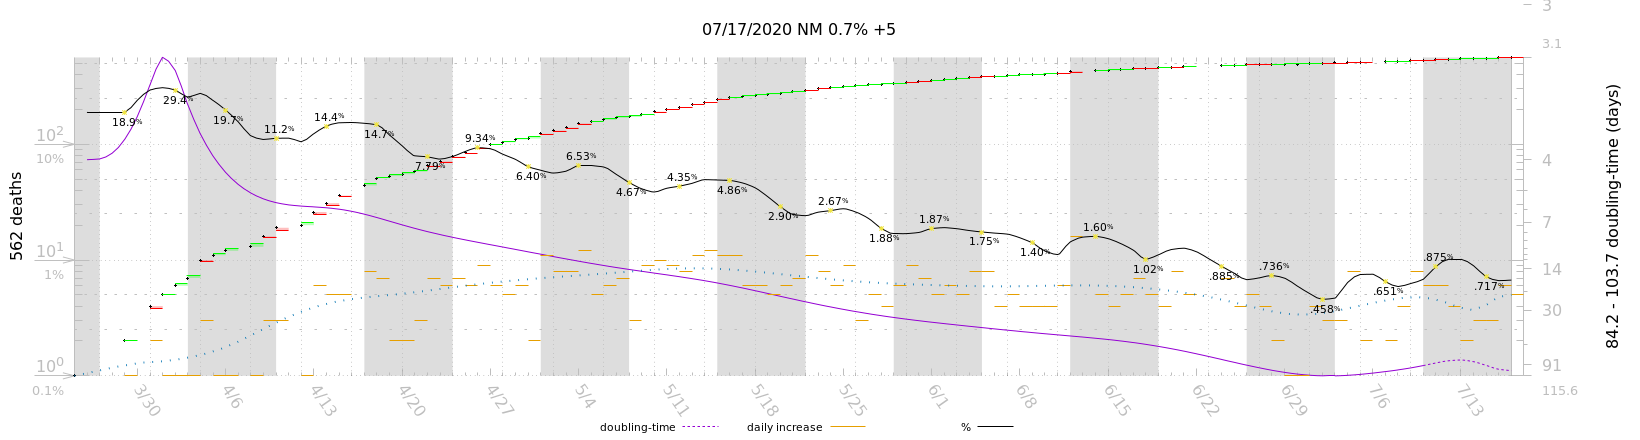 3
3.1
07/17/2020 NM 0.7% +5
562 deaths
10² 10%
10¹ 1%
10⁰ 0.1%
18.9% 29.4% 19.7% 11.2% 14.4% 14.7% 7.79% 9.34% 6.40% 6.53% 4.67% 4.35% 4.86% 2.90% 2.67% 1.88% 1.87% 1.75% 1.40% 1.60% 1.02% .885% .736% .458% .651% .875% .717%
4
7
14
30
91
115.6
84.2 - 103.7 doubling-time (days)
3/30 4/6 4/13 4/20 4/27 5/4 5/11 5/18 5/25 6/1 6/8 6/15 6/22 6/29 7/6 7/13
doubling-time daily increase %